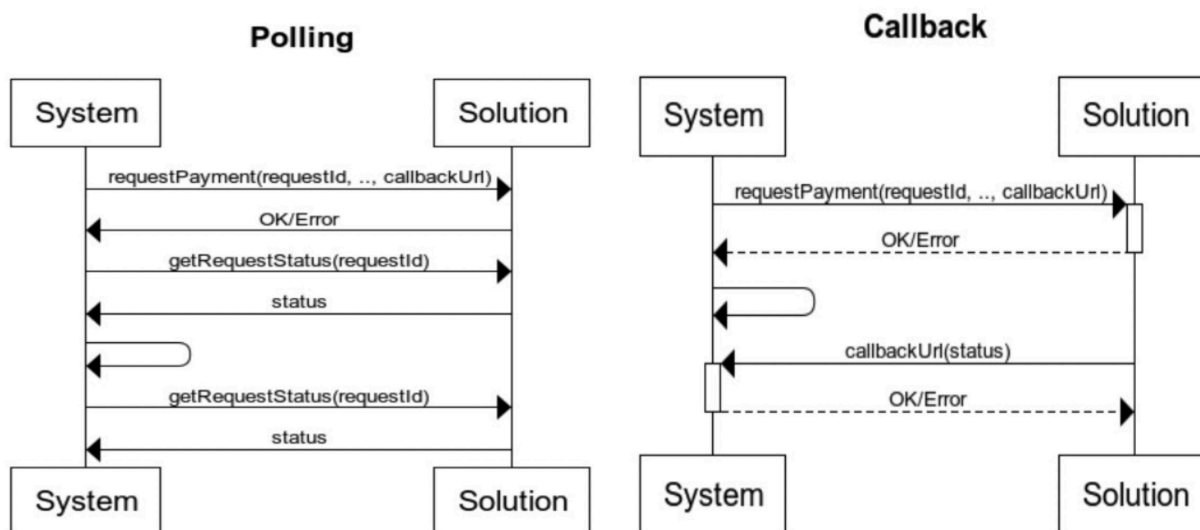 Polling
System
Solution
requestPayment(requestId, .., callbackUrl)
OK/Error
getRequestStatus(requestId)
status
getRequestStatus(requestId)
status
System
Solution
Callback
System
Solution
requestPayment(requestId, .., callbackUrl)
OK/Error
callbackUrl(status)
OK/Error
System
Solution